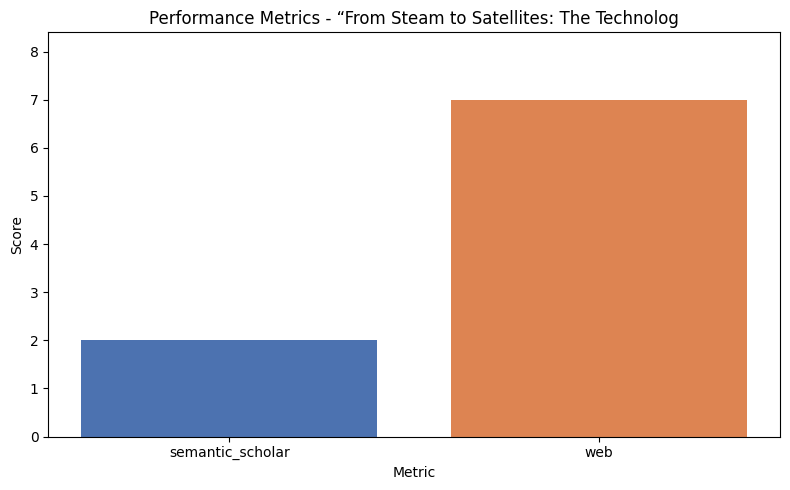 Performance Metrics - “From Steam to Satellites: The Technolog
8
7
6
5
4
3
2
1
0
Score
semantic_scholar
web
Metric